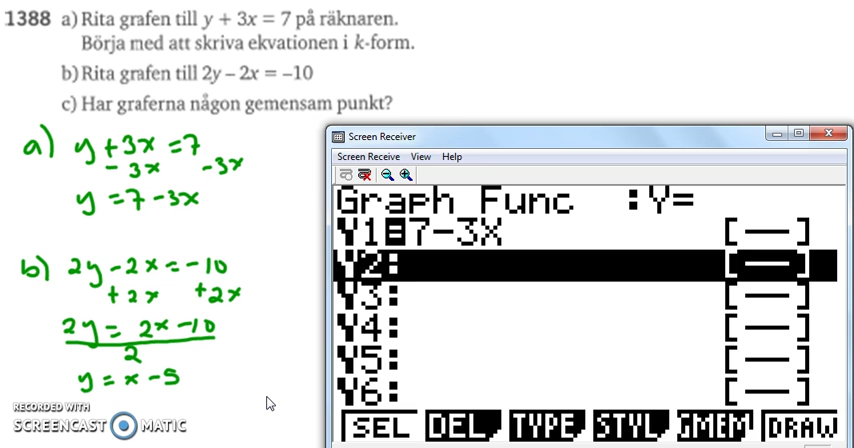 1388 a) Rita grafen till y + 3x = 7 på räknaren.
Börja med att skriva ekvationen i k-form.
b) Rita grafen till 2y – 2x = –10
c) Har graferna någon gemensam punkt?
a) y + 3x = 7
- 3x -3x
y = 7 - 3x
b) 2y - 2x = -10
+ 2x +2x
2y = 2x - 10
2
y = x - 5
RECORDED WITH
SCREENCAST MATIC
Screen Receiver
Screen Receive View Help
Graph Func :Y=
Y1=7-3X [—]
Y2: [—]
Y3: [—]
Y4: [—]
Y5: [—]
Y6: [—]
SEL DEL TYPE STYL GMEM DRAW